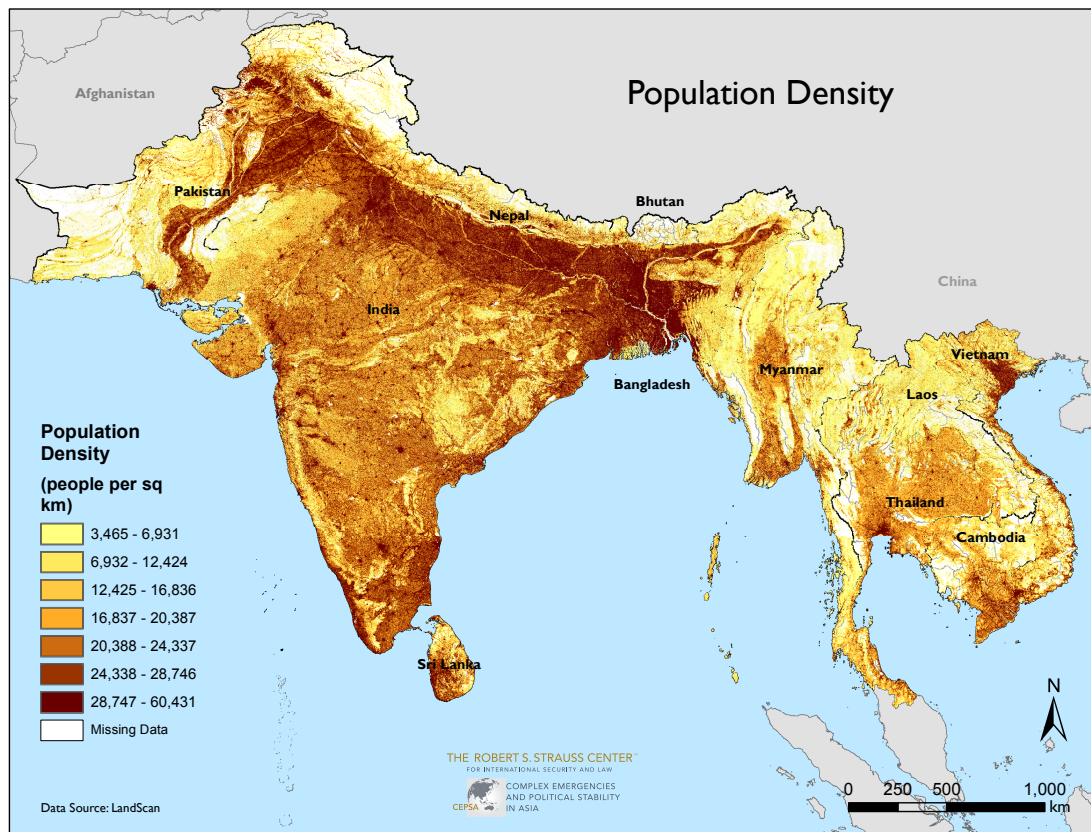 Population Density
Afghanistan
Pakistan
Nepal
Bhutan
China
India
Bangladesh
Myanmar
Vietnam
Laos
Thailand
Cambodia
Sri Lanka
Population
Density
(people per sq
km)
3,465 - 6,931
6,932 - 12,424
12,425 - 16,836
16,837 - 20,387
20,388 - 24,337
24,338 - 28,746
28,747 - 60,431
Missing Data
Data Source: LandScan
THE ROBERT S. STRAUSS CENTER™
FOR INTERNATIONAL SECURITY AND LAW
CEPSA
COMPLEX EMERGENCIES
AND POLITICAL STABILITY
IN ASIA
N
0 250 500 1,000
km